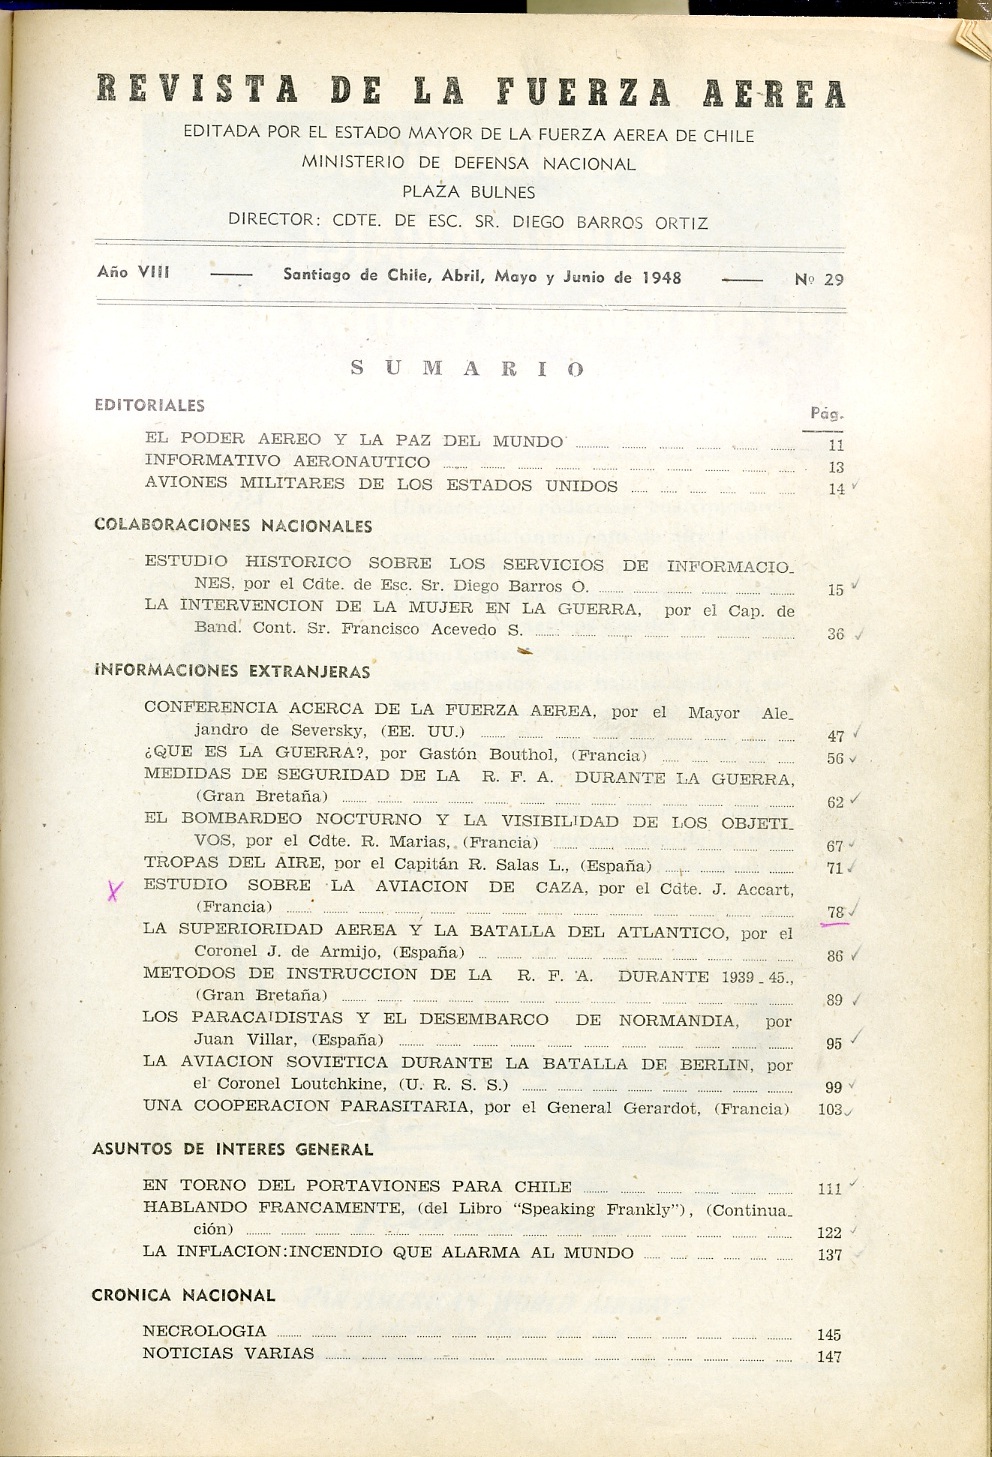 REVISTA DE LA FUERZA AEREA
EDITADA POR EL ESTADO MAYOR DE LA FUERZA AEREA DE CHILE
MINISTERIO DE DEFENSA NACIONAL
PLAZA BULNES
DIRECTOR: CDTE. DE ESC. SR. DIEGO BARROS ORTIZ
Año VIII — Santiago de Chile, Abril, Mayo y Junio de 1948 — Nº 29
SUMARIO
EDITORIALES
Pág.
EL PODER AEREO Y LA PAZ DEL MUNDO 11
INFORMATIVO AERONAUTICO 13
AVIONES MILITARES DE LOS ESTADOS UNIDOS 14
COLABORACIONES NACIONALES
ESTUDIO HISTORICO SOBRE LOS SERVICIOS DE INFORMACIO-
NES, por el Cdte. de Esc. Sr. Diego Barros O. 15
LA INTERVENCION DE LA MUJER EN LA GUERRA, por el Cap. de
Band. Cont. Sr. Francisco Acevedo S. 36
INFORMACIONES EXTRANJERAS
CONFERENCIA ACERCA DE LA FUERZA AEREA, por el Mayor Ale-
jandro de Seversky, (EE. UU.) 47
¿QUE ES LA GUERRA?, por Gastón Bouthol, (Francia) 56
MEDIDAS DE SEGURIDAD DE LA R. F. A. DURANTE LA GUERRA,
(Gran Bretaña) 62
EL BOMBARDEO NOCTURNO Y LA VISIBILIDAD DE LOS OBJETI-
VOS, por el Cdte. R. Marias, (Francia) 67
TROPAS DEL AIRE, por el Capitán R. Salas L., (España) 71
X ESTUDIO SOBRE LA AVIACION DE CAZA, por el Cdte. J. Accart,
(Francia) 78
LA SUPERIORIDAD AEREA Y LA BATALLA DEL ATLANTICO, por el
Coronel J. de Armijo, (España) 86
METODOS DE INSTRUCCION DE LA R. F. A. DURANTE 1939-45.,
(Gran Bretaña) 89
LOS PARACAIDISTAS Y EL DESEMBARCO DE NORMANDIA, por
Juan Villar, (España) 95
LA AVIACION SOVIETICA DURANTE LA BATALLA DE BERLIN, por
el Coronel Loutchkine, (U. R. S. S.) 99
UNA COOPERACION PARASITARIA, por el General Gerardot, (Francia) 103
ASUNTOS DE INTERES GENERAL
EN TORNO DEL PORTAVIONES PARA CHILE 111
HABLANDO FRANCAMENTE, (del Libro "Speaking Frankly"), (Continua-
ción) 122
LA INFLACION:INCENDIO QUE ALARMA AL MUNDO 137
CRONICA NACIONAL
NECROLOGIA 145
NOTICIAS VARIAS 147